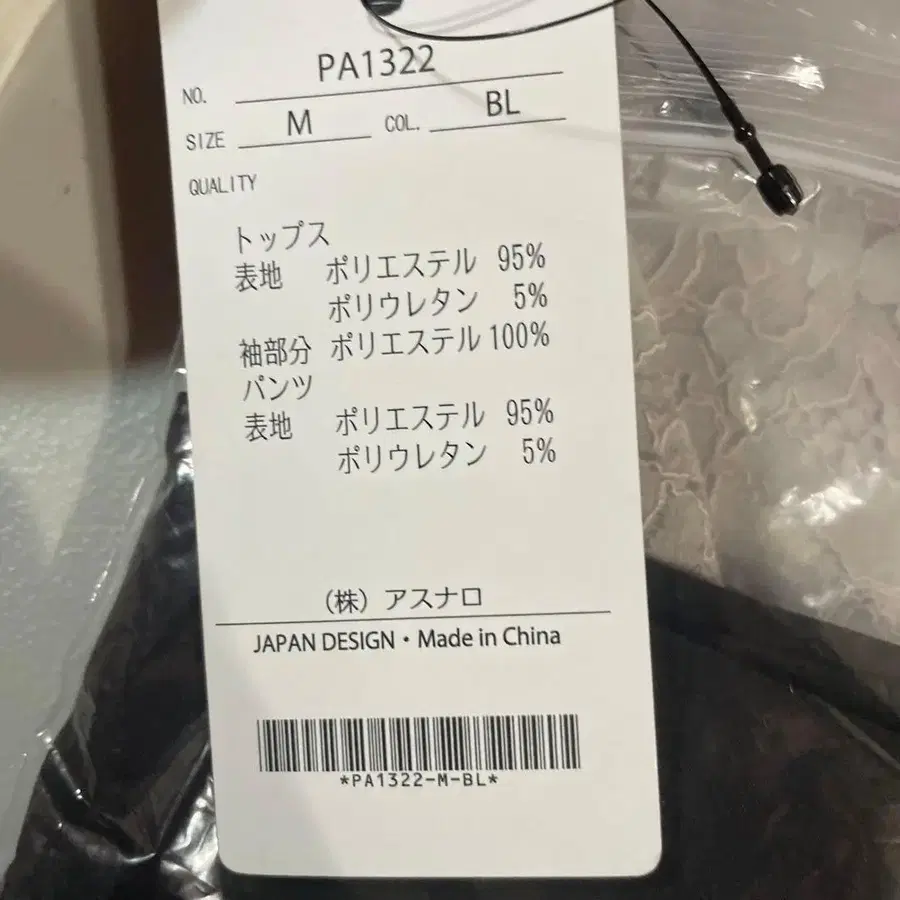 NO. PA1322
SIZE M COL. BL
QUALITY
トップス
表地 ポリエステル 95%
ポリウレタン 5%
袖部分 ポリエステル 100%
パンツ
表地 ポリエステル 95%
ポリウレタン 5%
(株) アスナロ
JAPAN DESIGN・Made in China
*PA1322-M-BL*